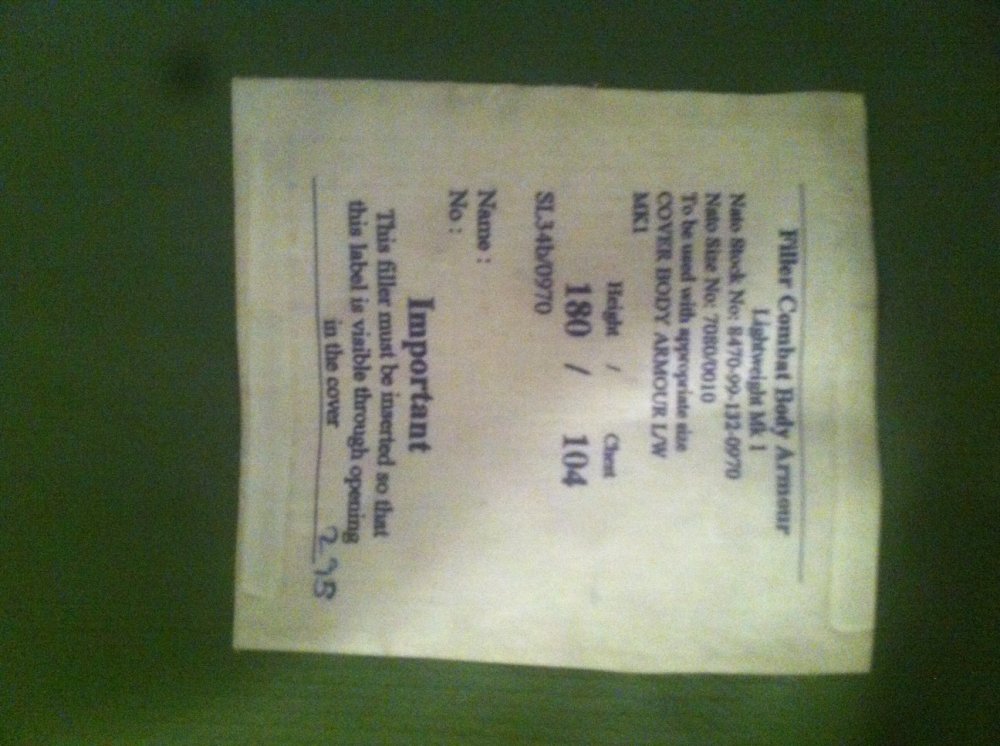 Filler Combat Body Armour
Lightweight Mk 1
Nato Stock No: 8470-99-132-0970
Nato Size No: 7080/0010
To be used with appropriate size
COVER BODY ARMOUR L/W
MK1
Height / Chest
180 / 104
SL34b/0970
Name :
No :
Important
This filler must be inserted so that
this label is visible through opening
in the cover